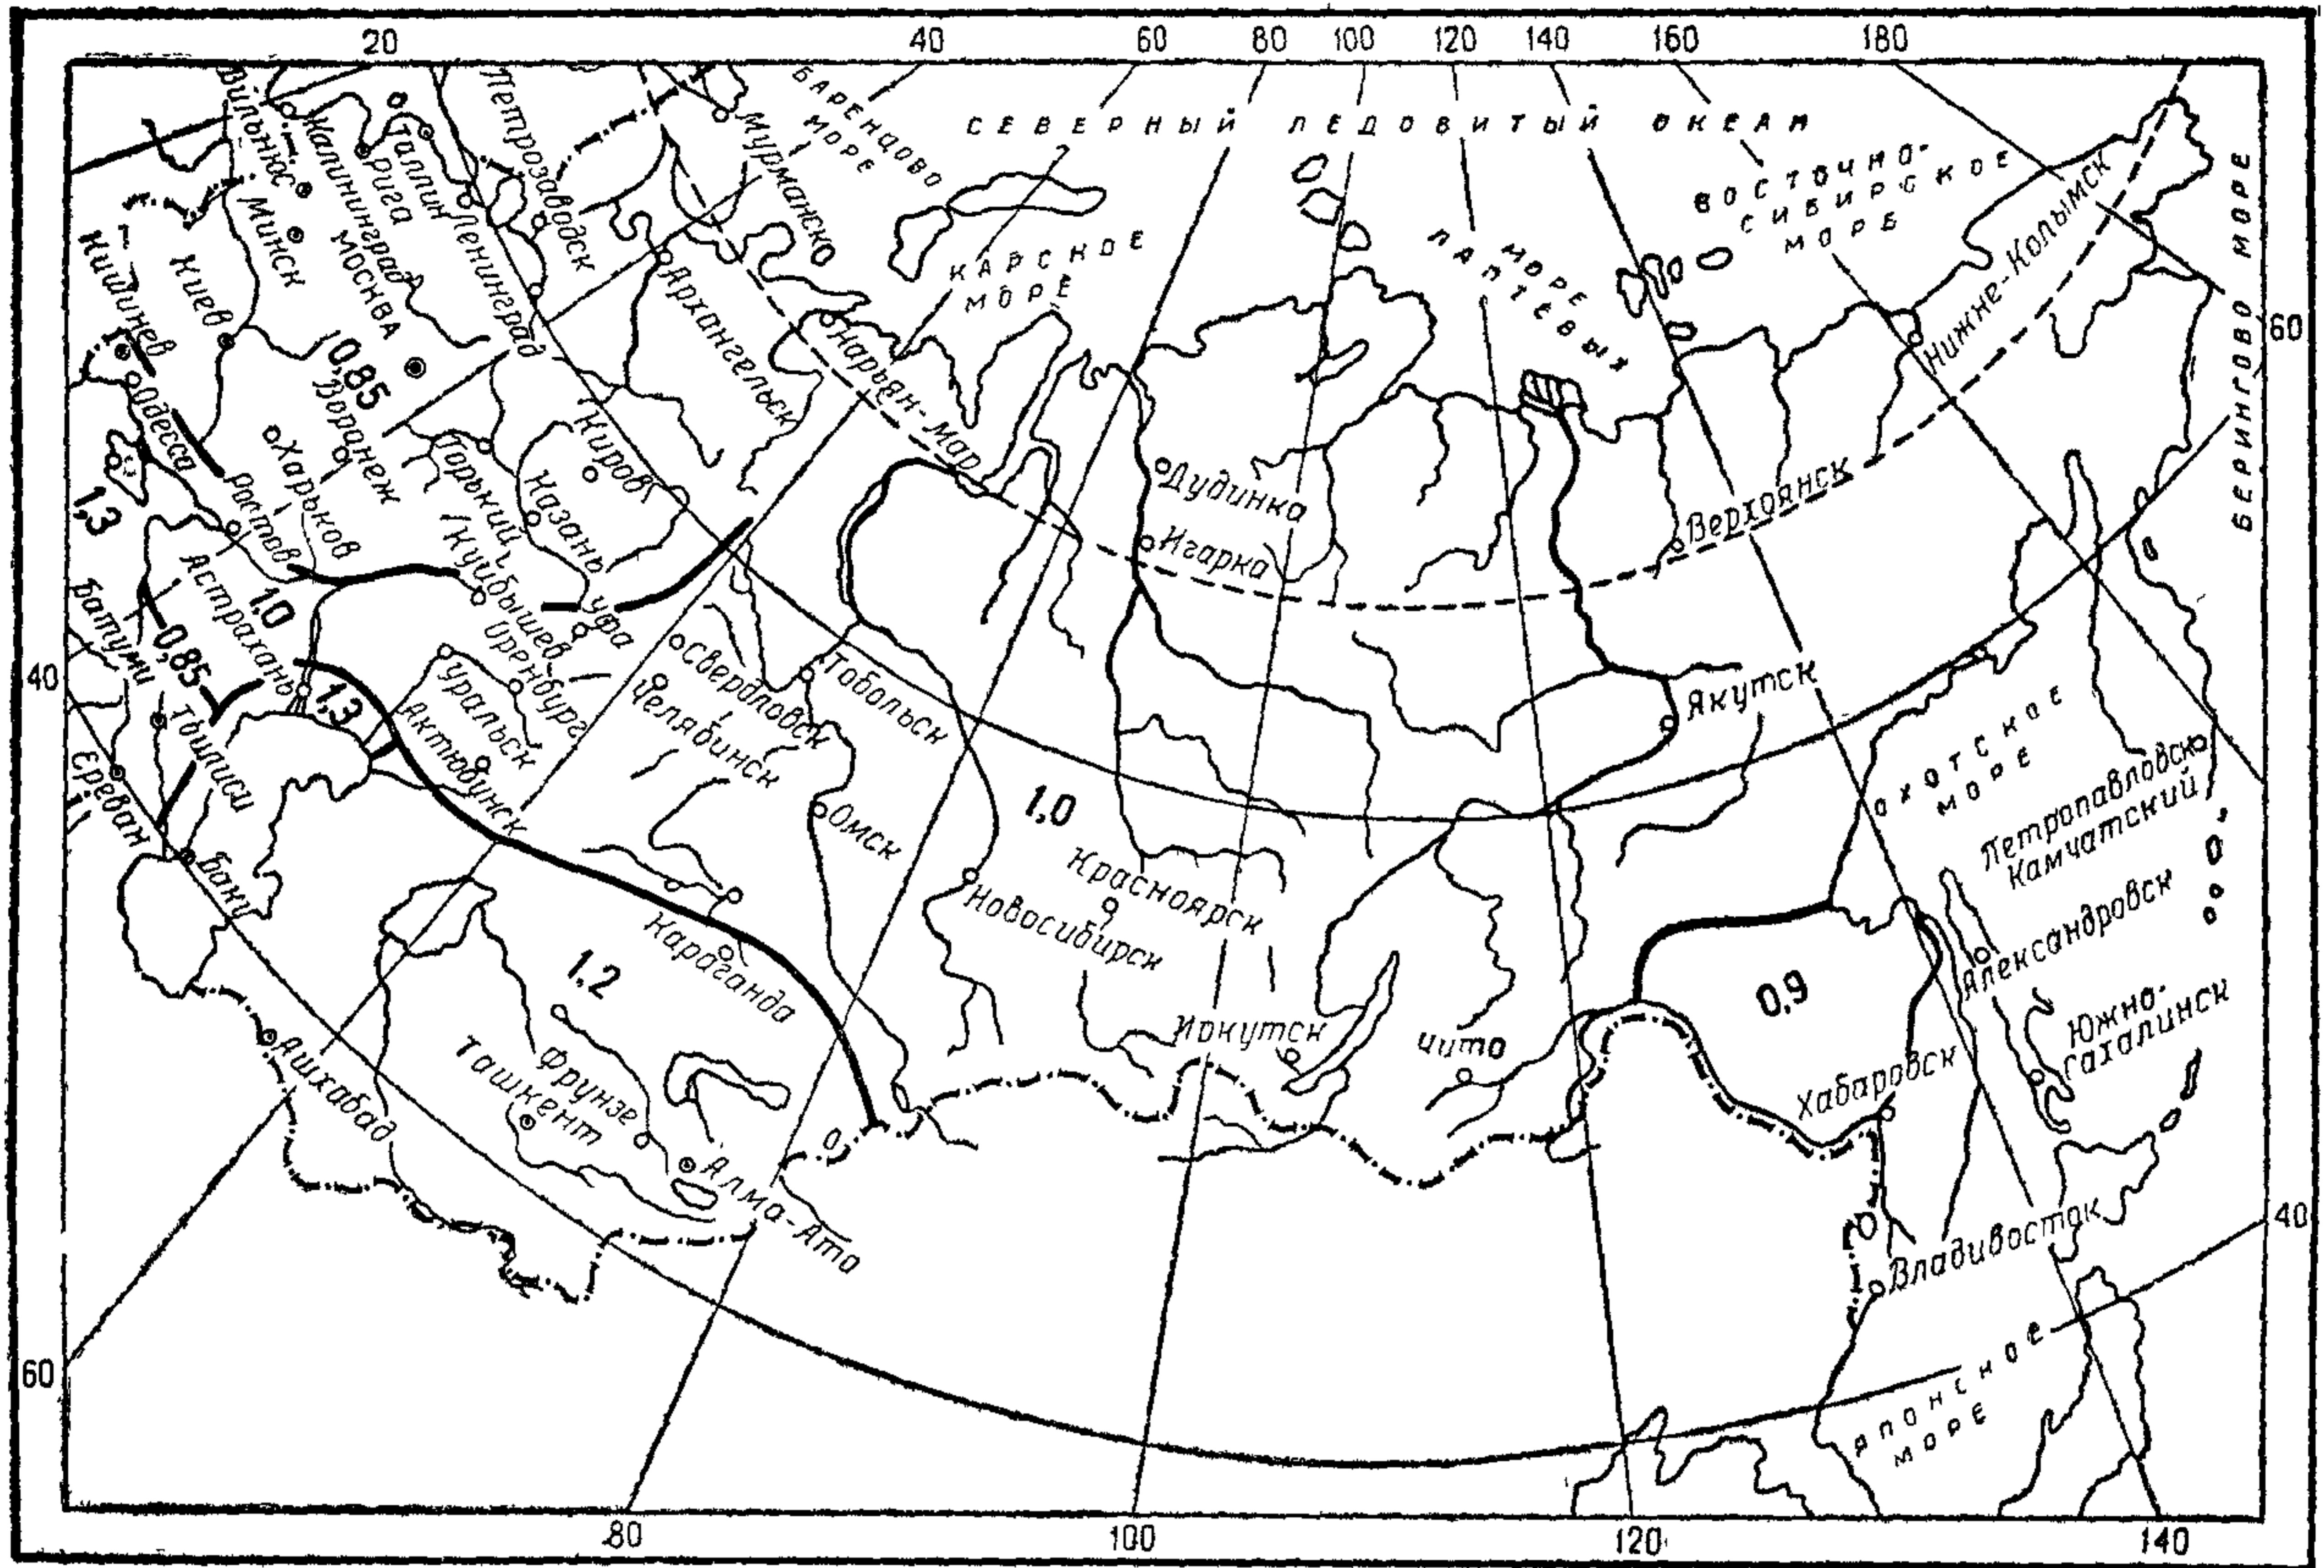 20 40 60 80 100 120 140 160 180
БАРЕНЦОВО
МОРЕ
СЕВЕРНЫЙ ЛЕДОВИТЫЙ ОКЕАН
ВОСТОЧНО-
СИБИРСКОЕ
МОРЕ
КАРСКОЕ
МОРЕ
МОРЕ
ЛАПТЕВЫХ
БЕРИНГОВО МОРЕ
Вильнюс
Калининград
Рига
Таллин
Петрозаводск
Мурманско
Минск
МОСКВА
Ленинград
Архангельск
Нарьян-Мар
Нижне-Колымск
60
Кишинев
Киев
0,85
Одесса
Харьков
Воронеж
Горький
Киров
Казань
Дудинка
Игарка
Верхоянск
1,3
Ростов
Куйбышев
Уфа
Астрахань
1,0
Батуми
0,85
Оренбург
Свердловск
Тобольск
Якутск
40
1,3
Уральск
Челябинск
Актюбинск
Тбилиси
Ереван
Баку
Омск
1,0
ОХОТСКОЕ
МОРЕ
Петропавловск
Камчатский
Красноярск
Новосибирск
Караганда
1,2
Александровск
0,9
Иркутск
Чита
Южно-
Сахалинск
Хабаровск
Ашхабад
Ташкент
Фрунзе
Алма-Ата
Владивосток
40
ЯПОНСКОЕ
МОРЕ
60
80 100 120 140